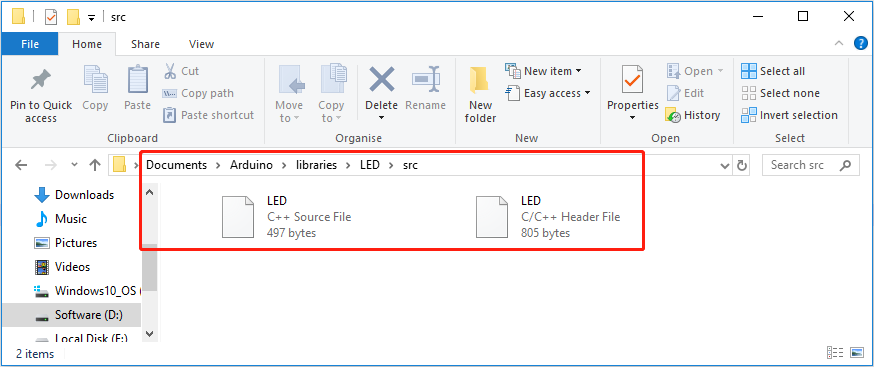 src
File Home Share View
Pin to Quick access
Copy
Paste
Cut
Copy path
Paste shortcut
Clipboard
Move to
Copy to
Delete
Rename
Organise
New folder
New item
Easy access
New
Properties
Open
Edit
History
Open
Select all
Select none
Invert selection
Select
Documents Arduino libraries LED src
Search src
Downloads
Music
Pictures
Videos
Windows10_OS (
Software (D:)
Local Disk (E:)
LED
C++ Source File
497 bytes
LED
C/C++ Header File
805 bytes
2 items